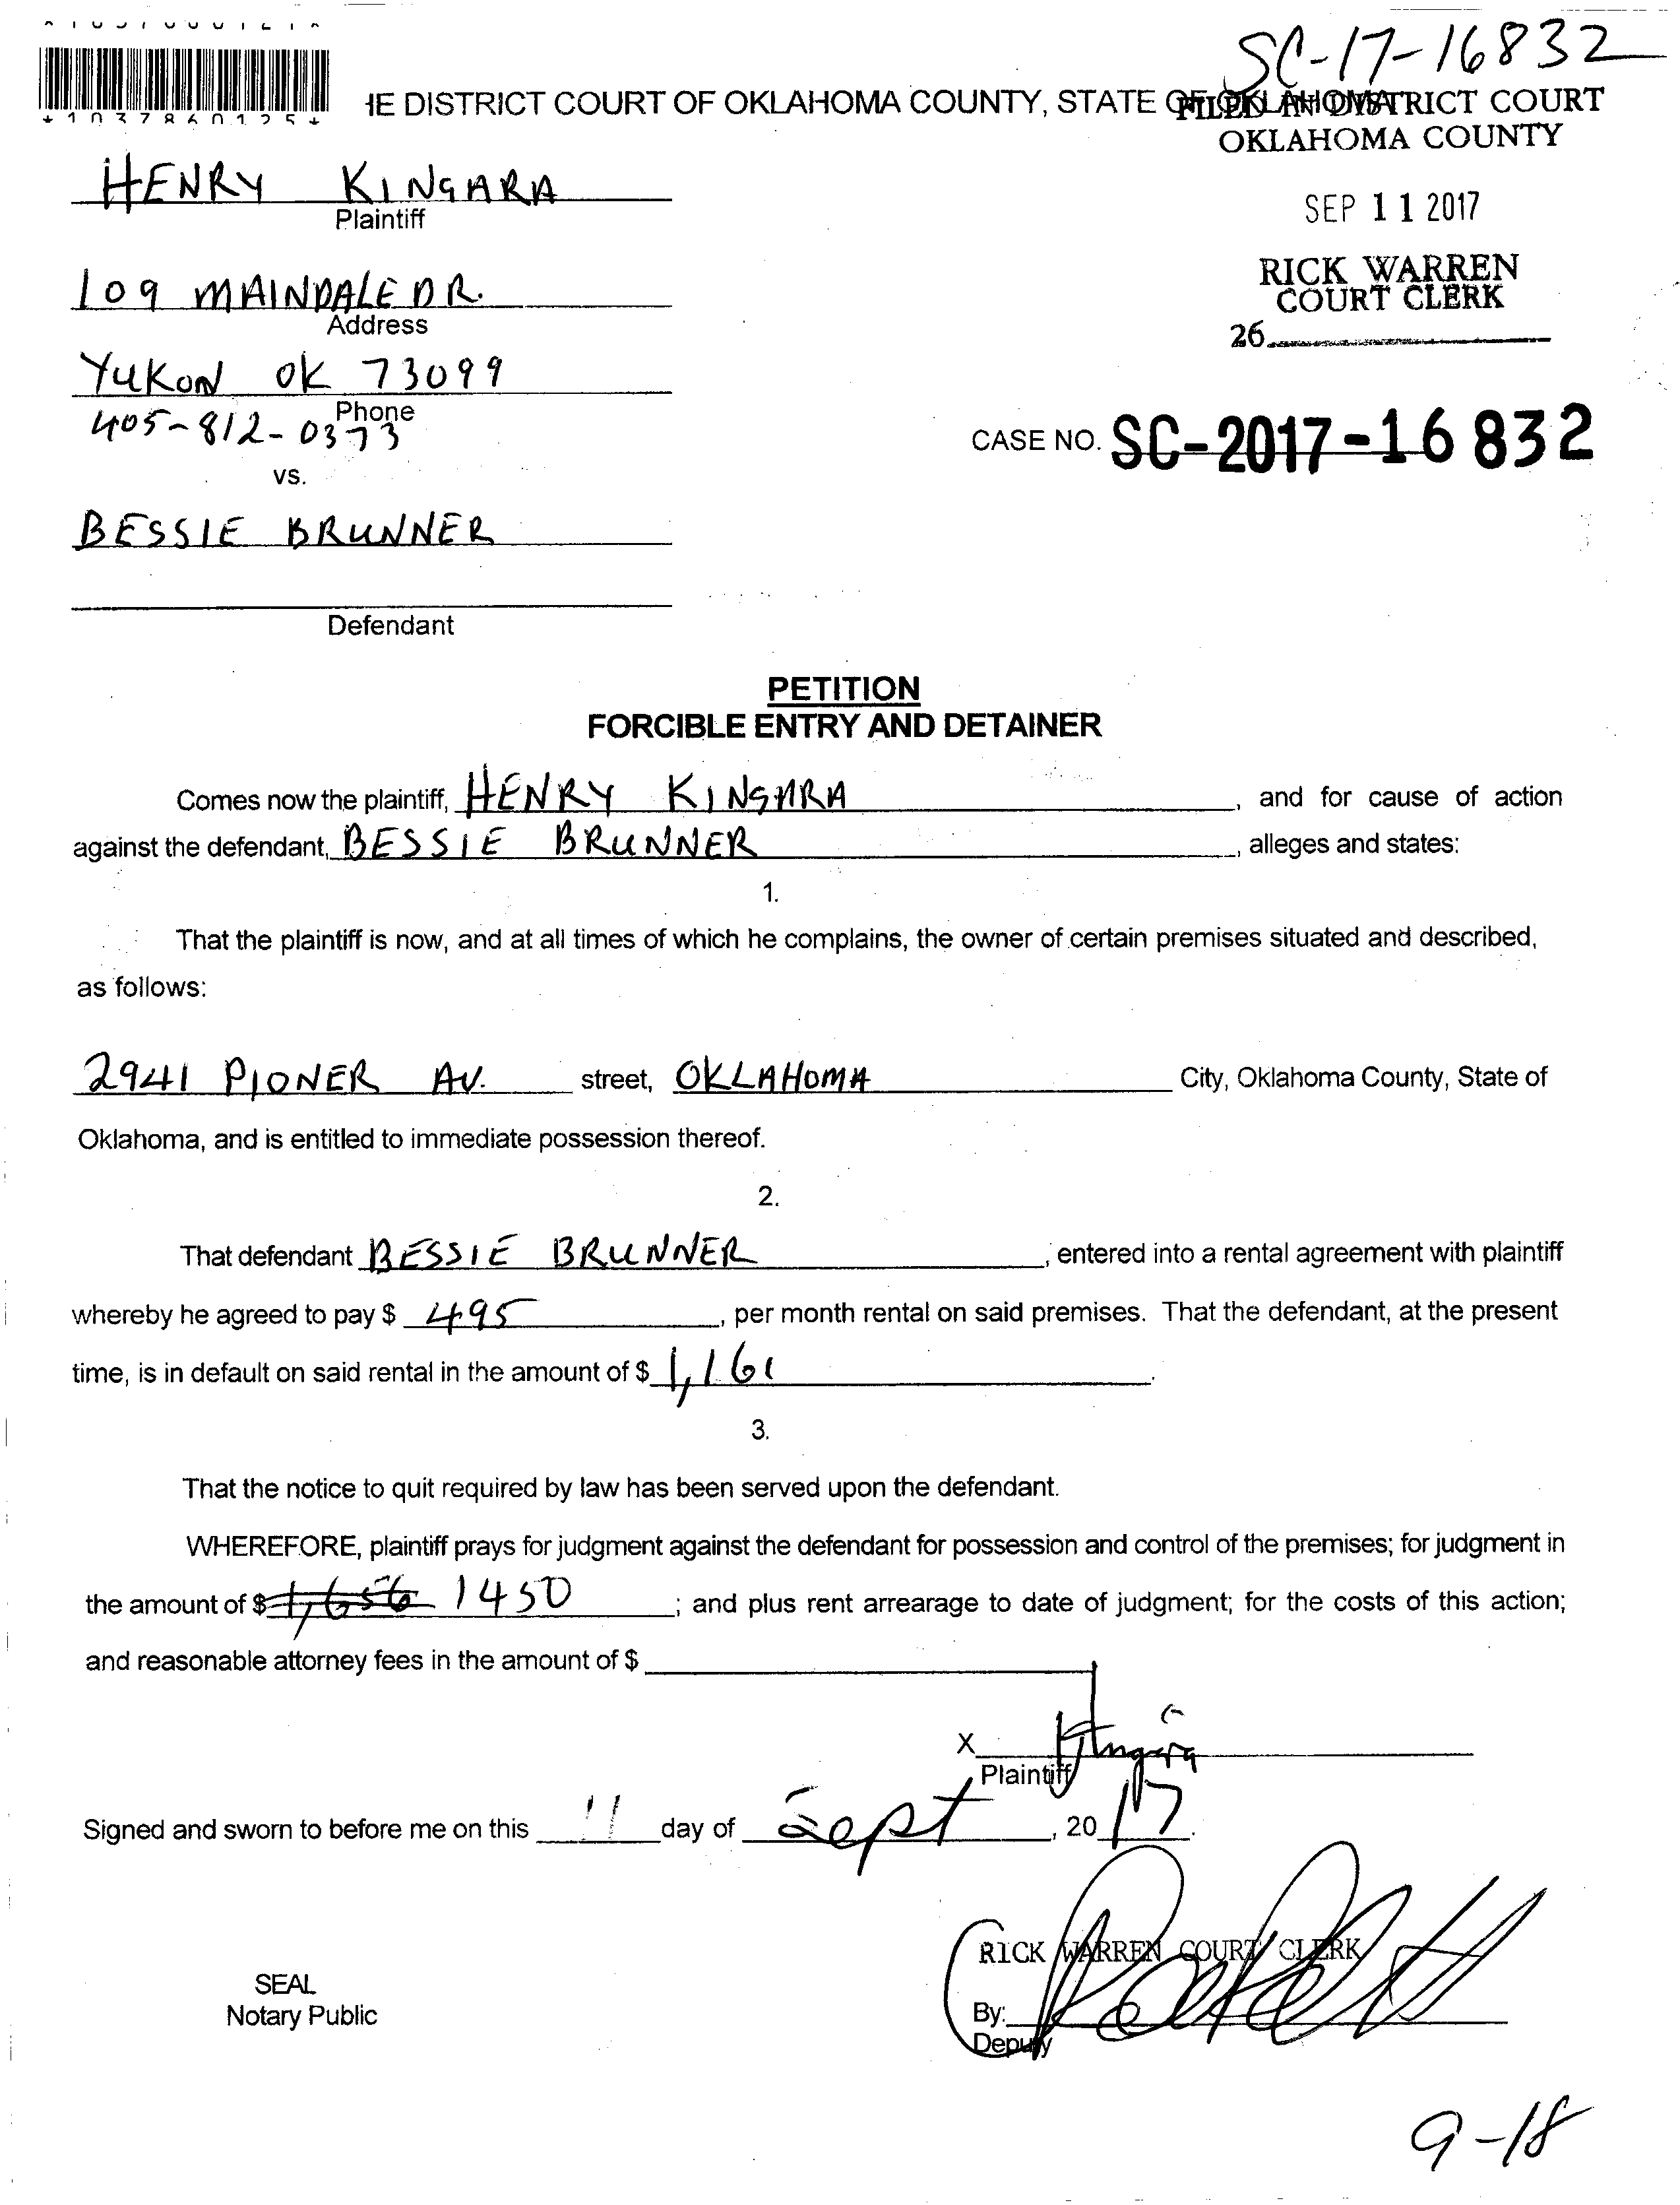 SC-17-16832
*1037860125*
HE DISTRICT COURT OF OKLAHOMA COUNTY, STATE OF OKLAHOMA
FILED IN DISTRICT COURT
OKLAHOMA COUNTY
HENRY KINGARA
Plaintiff
SEP 11 2017
RICK WARREN
COURT CLERK
26
109 MAINDALE DR.
Address
YUKON OK 73099
Phone
405-812-0373
CASE NO. SC-2017-16832
vs.
BESSIE BRUNNER
Defendant
PETITION
FORCIBLE ENTRY AND DETAINER
Comes now the plaintiff, HENRY KINGARA, and for cause of action
against the defendant, BESSIE BRUNNER, alleges and states:
1.
That the plaintiff is now, and at all times of which he complains, the owner of certain premises situated and described,
as follows:
2941 PIONER AV. street, OKLAHOMA City, Oklahoma County, State of
Oklahoma, and is entitled to immediate possession thereof.
2.
That defendant BESSIE BRUNNER, entered into a rental agreement with plaintiff
whereby he agreed to pay $ 495, per month rental on said premises. That the defendant, at the present
time, is in default on said rental in the amount of $ 1,161.
3.
That the notice to quit required by law has been served upon the defendant.
WHEREFORE, plaintiff prays for judgment against the defendant for possession and control of the premises; for judgment in
the amount of $ 1,656 1450; and plus rent arrearage to date of judgment; for the costs of this action;
and reasonable attorney fees in the amount of $
X Kingara
Plaintiff
Signed and sworn to before me on this 11 day of Sept, 20 17.
RICK WARREN COURT CLERK
SEAL
Notary Public
By:
Deputy
9-18